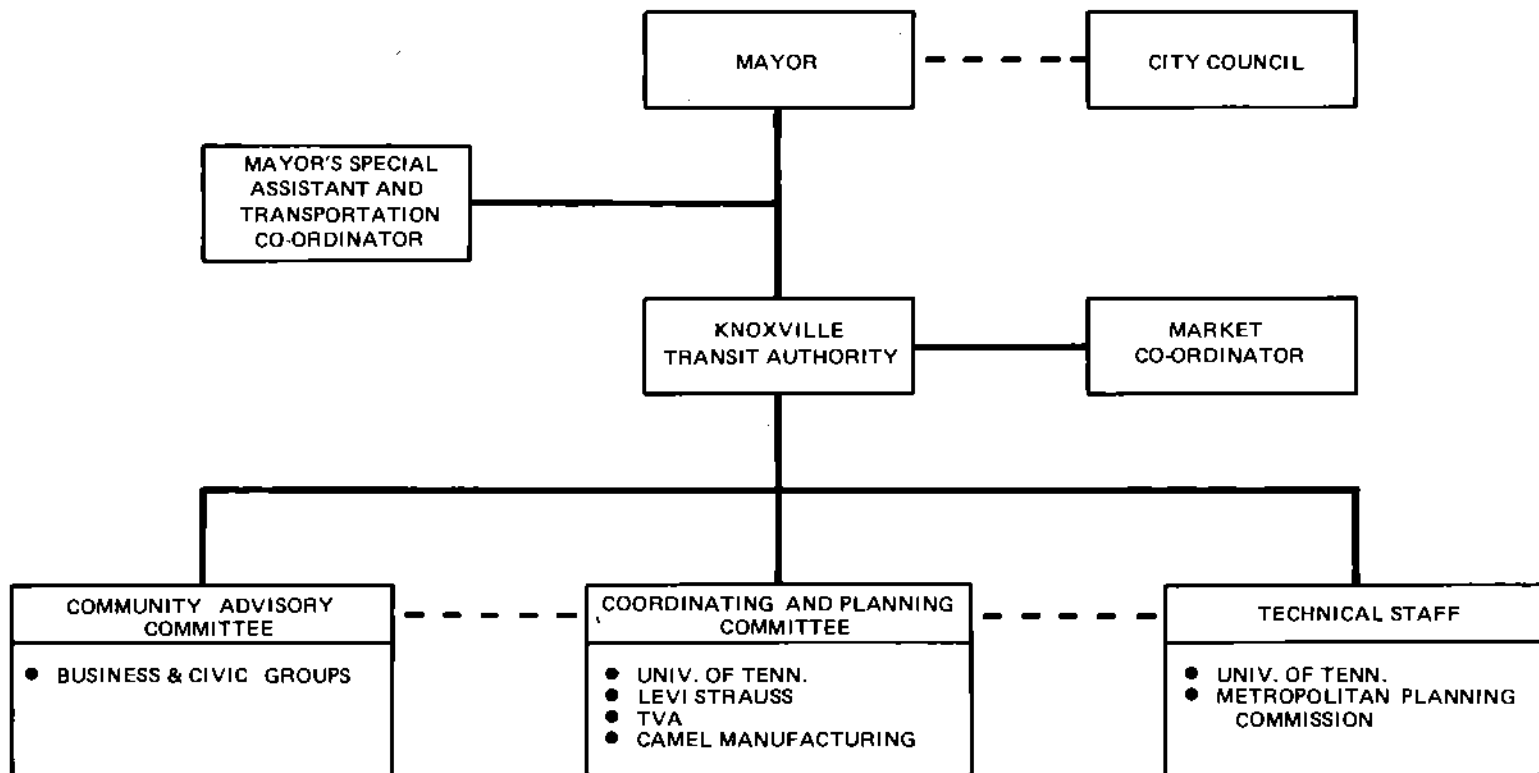 MAYOR
CITY COUNCIL
MAYOR'S SPECIAL
ASSISTANT AND
TRANSPORTATION
CO-ORDINATOR
KNOXVILLE
TRANSIT AUTHORITY
MARKET
CO-ORDINATOR
COMMUNITY ADVISORY
COMMITTEE
● BUSINESS & CIVIC GROUPS
COORDINATING AND PLANNING
COMMITTEE
● UNIV. OF TENN.
● LEVI STRAUSS
● TVA
● CAMEL MANUFACTURING
TECHNICAL STAFF
● UNIV. OF TENN.
● METROPOLITAN PLANNING
COMMISSION